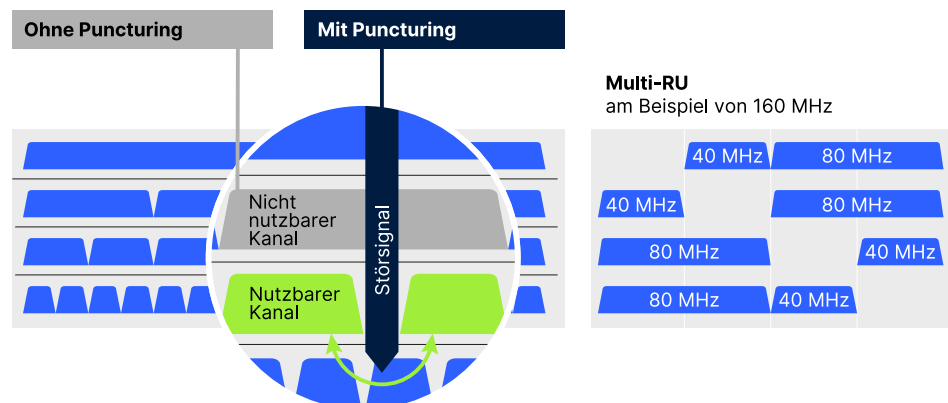 Ohne Puncturing
Mit Puncturing
Nicht
nutzbarer
Kanal
Störsignal
Nutzbarer
Kanal
Multi-RU
am Beispiel von 160 MHz
40 MHz
80 MHz
40 MHz
80 MHz
80 MHz
40 MHz
80 MHz
40 MHz